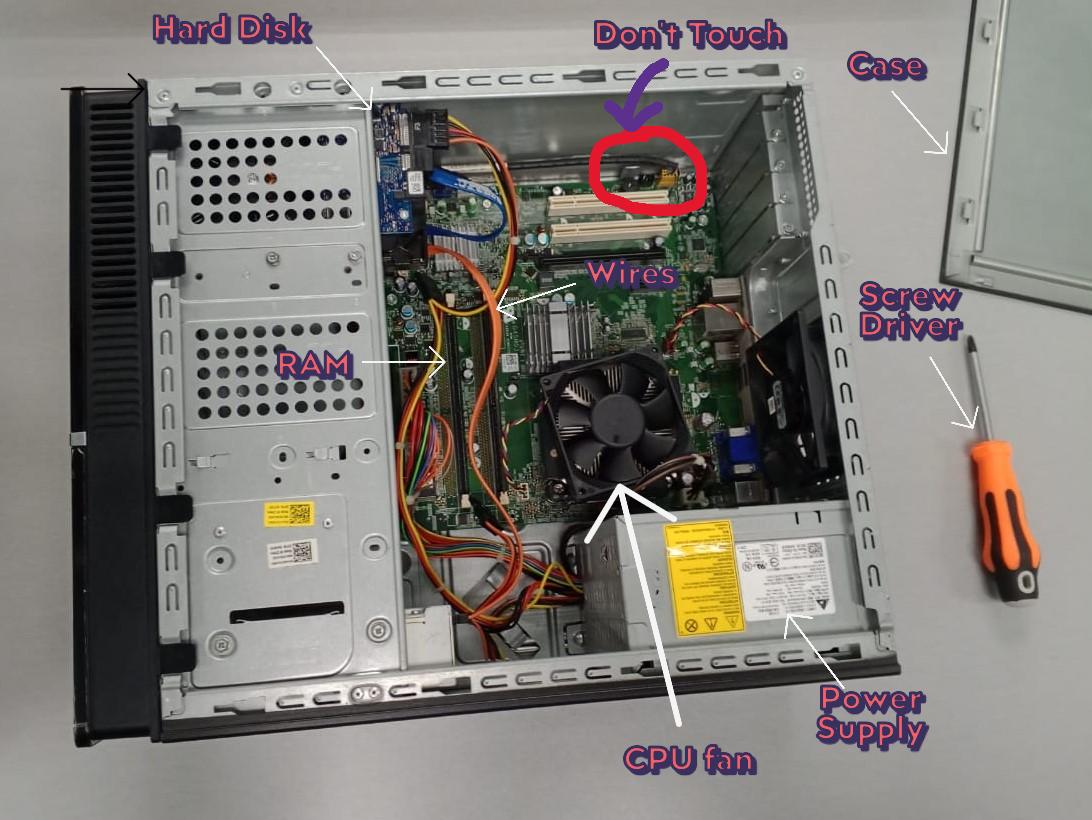 Hard Disk
Don't Touch
Case
Wires
Screw
Driver
RAM
Power
Supply
CPU fan